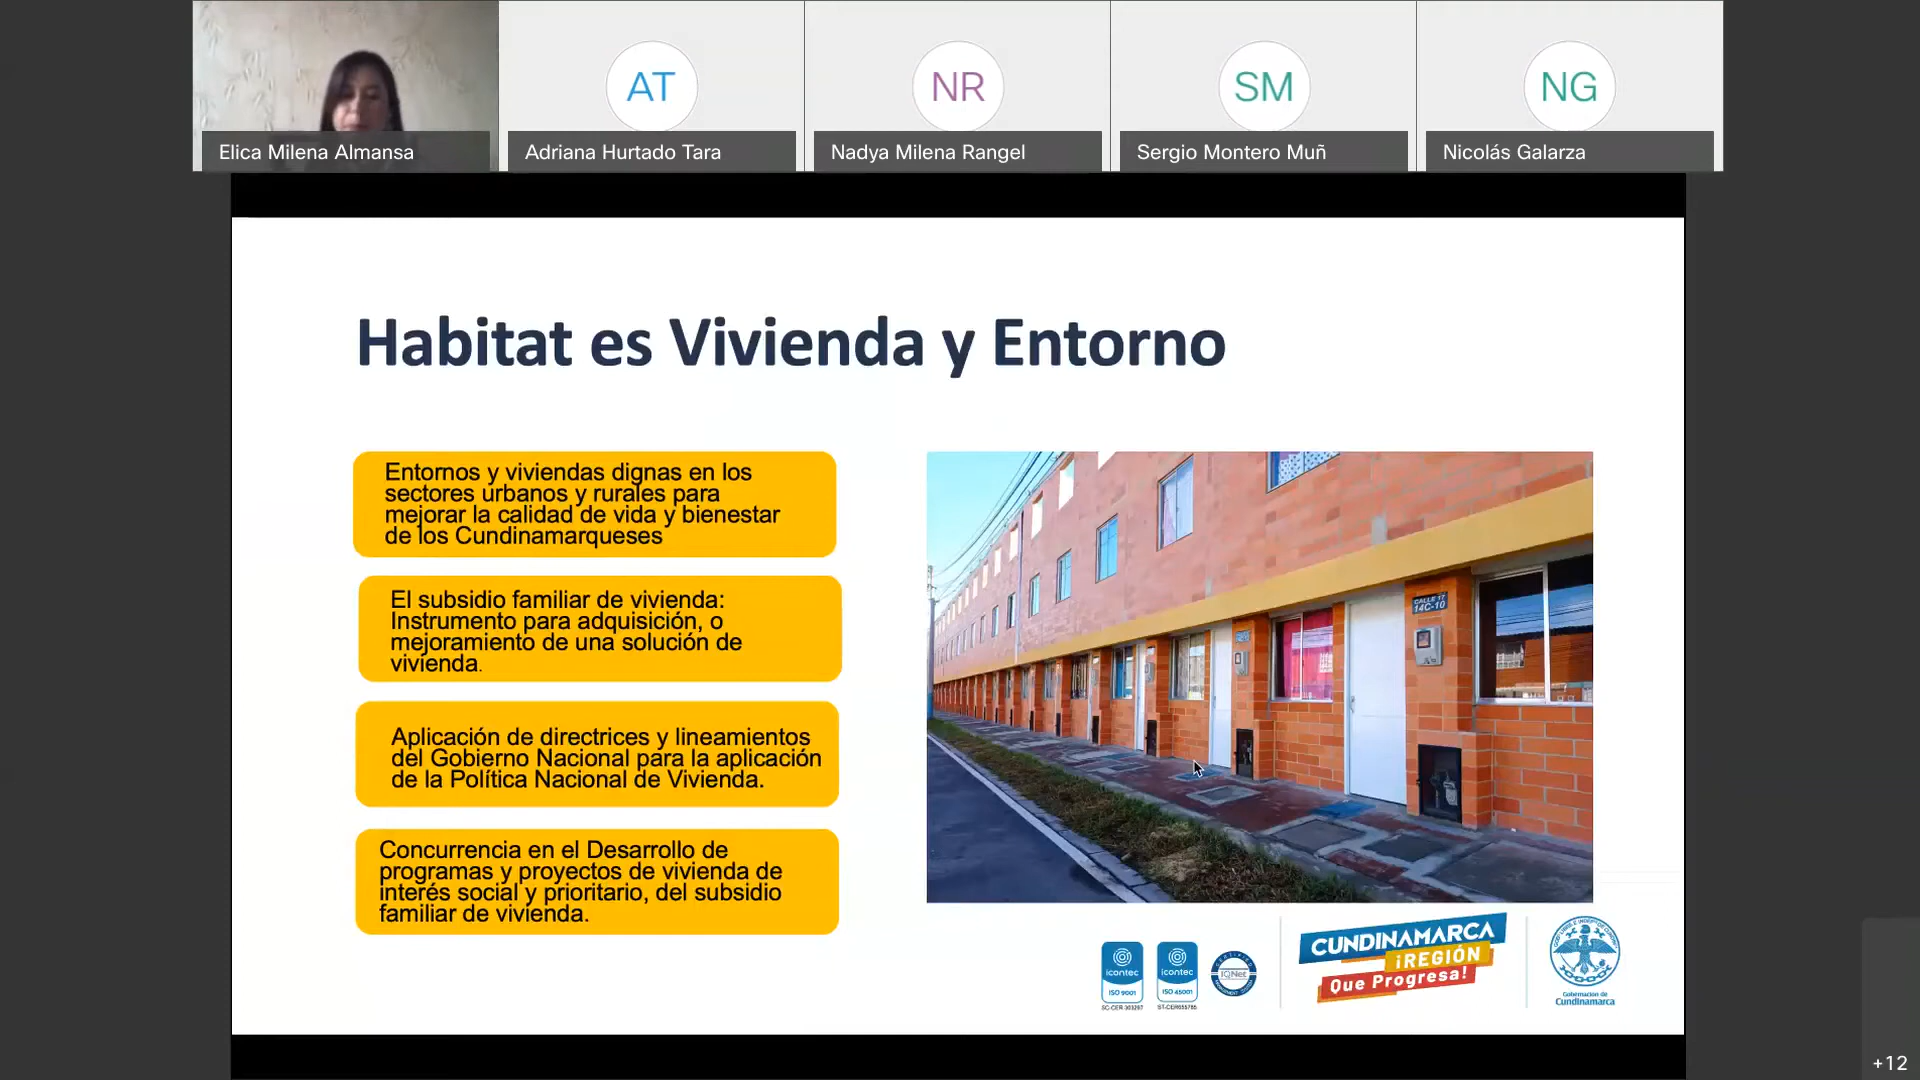 AT
NR
SM
NG
Elica Milena Almansa
Adriana Hurtado Tara
Nadya Milena Rangel
Sergio Montero Muñ
Nicolás Galarza
Habitat es Vivienda y Entorno
Entornos y viviendas dignas en los
sectores urbanos y rurales para
mejorar la calidad de vida y bienestar
de los Cundinamarqueses
El subsidio familiar de vivienda:
Instrumento para adquisición, o
mejoramiento de una solución de
vivienda.
Aplicación de directrices y lineamientos
del Gobierno Nacional para la aplicación
de la Política Nacional de Vivienda.
Concurrencia en el Desarrollo de
programas y proyectos de vivienda de
interés social y prioritario, del subsidio
familiar de vivienda.
CALLE 17
14C-10
icontec
ISO 9001
SC-CER 303297
icontec
ISO 45001
ST-CER655785
IQNet
CUNDINAMARCA
¡REGIÓN
Que Progresa!
Gobernación de
Cundinamarca
+12